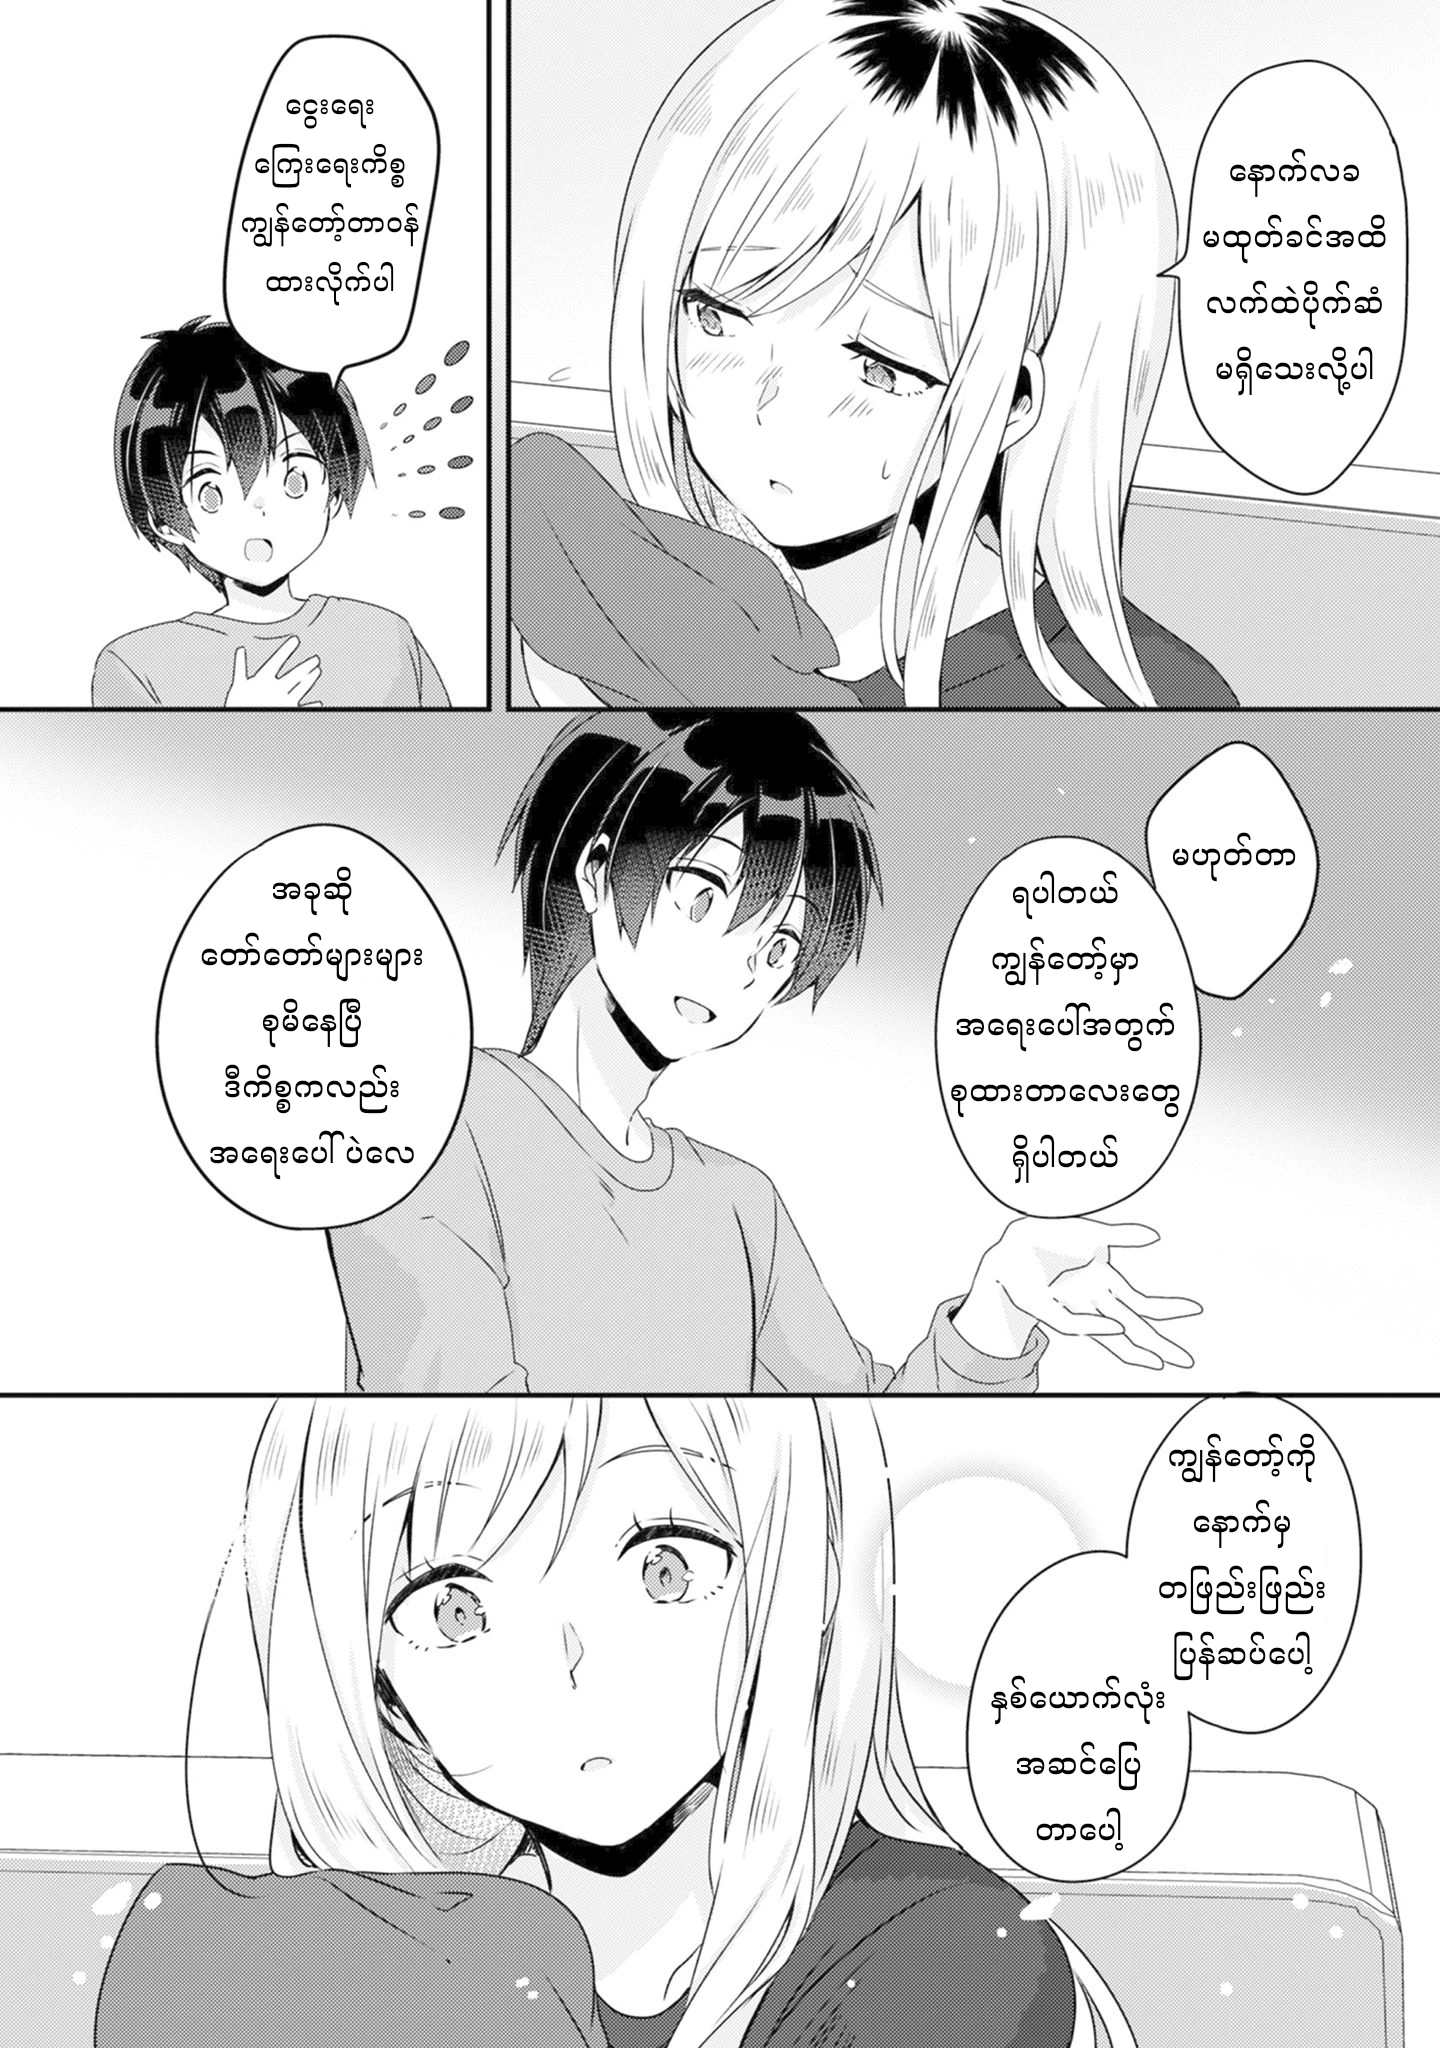 နောက်လခ
မထုတ်ခင်အထိ
လက်ထဲပိုက်ဆံ
မရှိသေးလို့ပါ
ငွေးရေး
ကြေးရေးကိစ္စ
ကျွန်တော့်တာဝန်
ထားလိုက်ပါ
မဟုတ်တာ
ရပါတယ်
ကျွန်တော့်မှာ
အရေးပေါ်အတွက်
စုထားတာလေးတွေ
ရှိပါတယ်
အခုဆို
တော်တော်များများ
စုမိနေပြီ
ဒီကိစ္စကလည်း
အရေးပေါ် ပဲလေ
ကျွန်တော့်ကို
နောက်မှ
တဖြည်းဖြည်း
ပြန်ဆပ်ပေါ့
နှစ်ယောက်လုံး
အဆင်ပြေ
တာပေါ့